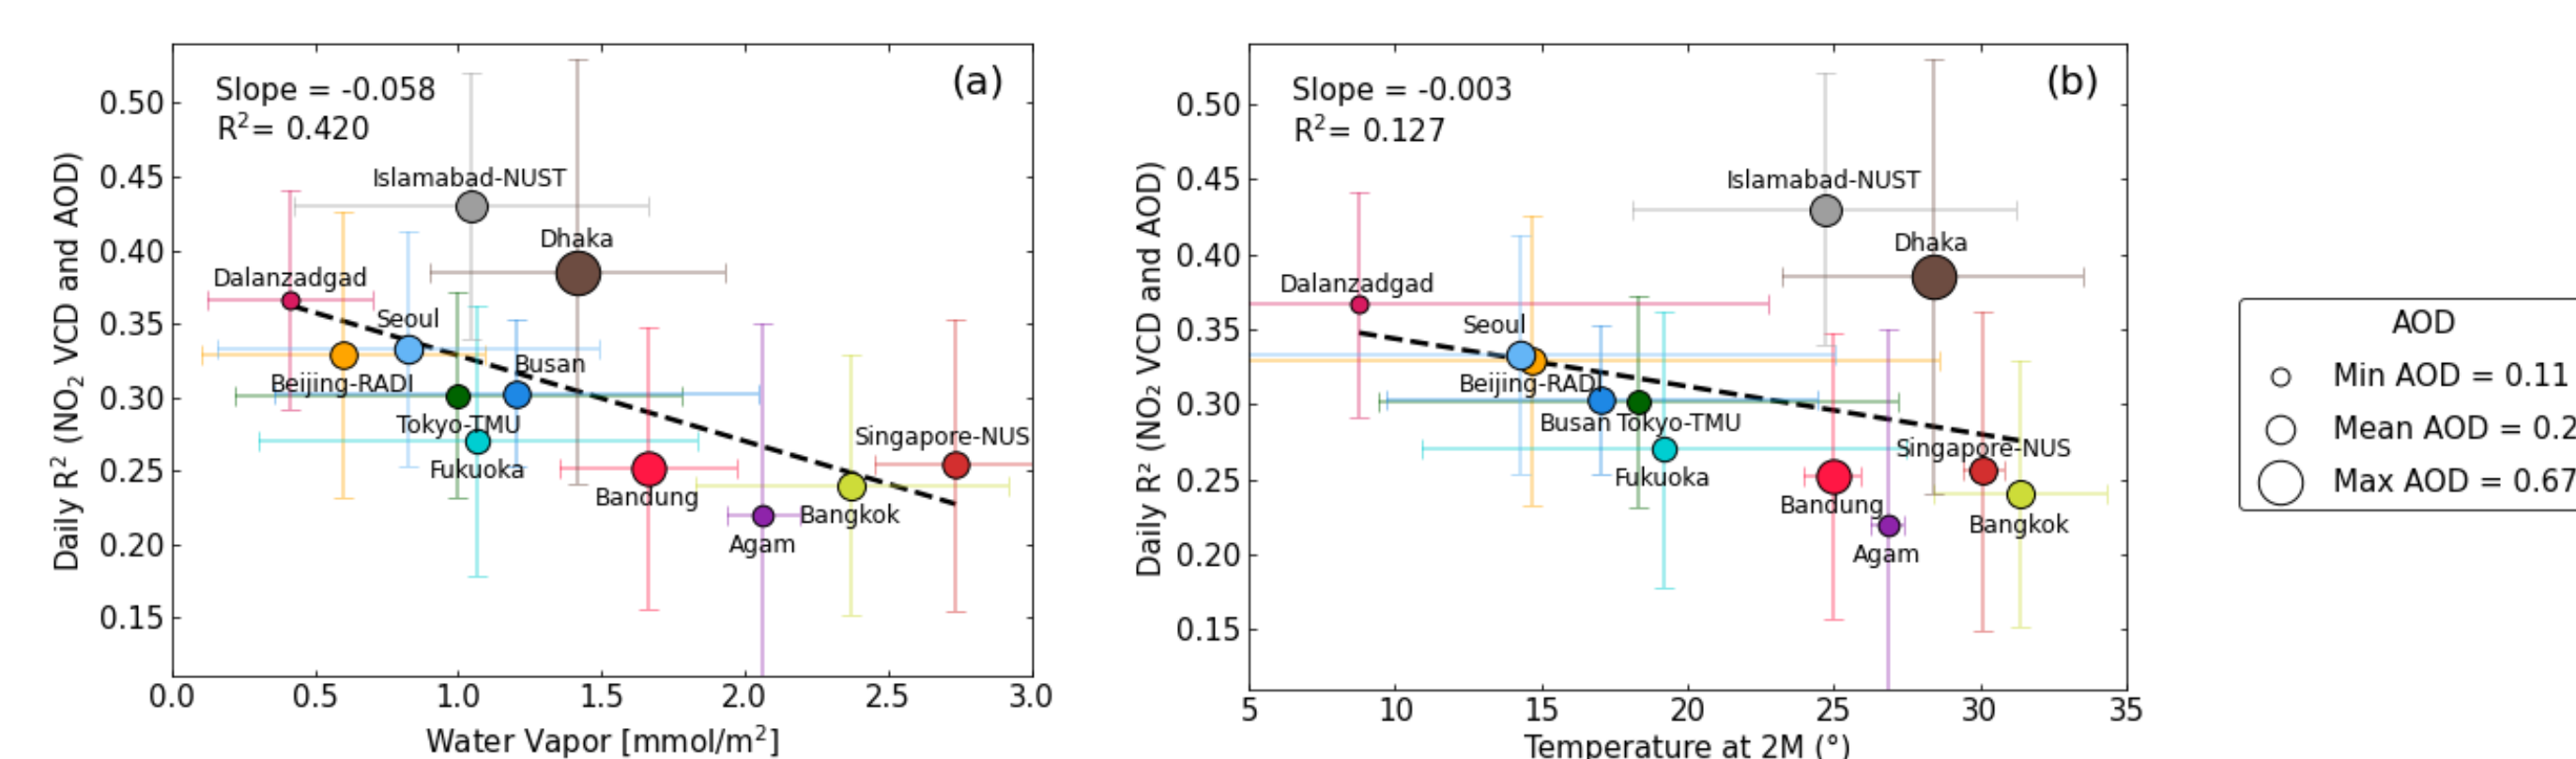 Slope = -0.058
R²= 0.420
(a)
Islamabad-NUST
Dhaka
Dalanzadgad
Seoul
Busan
Beijing-RADI
Tokyo-TMU
Fukuoka
Singapore-NUS
Bandung
Bangkok
Agam
0.50
0.45
0.40
0.35
0.30
0.25
0.20
0.15
Daily R² (NO₂ VCD and AOD)
0.0 0.5 1.0 1.5 2.0 2.5 3.0
Water Vapor [mmol/m²]
Slope = -0.003
R²= 0.127
(b)
Islamabad-NUST
Dhaka
Dalanzadgad
Seoul
Beijing-RADI
Busan
Tokyo-TMU
Fukuoka
Singapore-NUS
Bandung
Bangkok
Agam
0.50
0.45
0.40
0.35
0.30
0.25
0.20
0.15
Daily R² (NO₂ VCD and AOD)
5 10 15 20 25 30 35
Temperature at 2M (°)
AOD
Min AOD = 0.11
Mean AOD = 0.2
Max AOD = 0.67